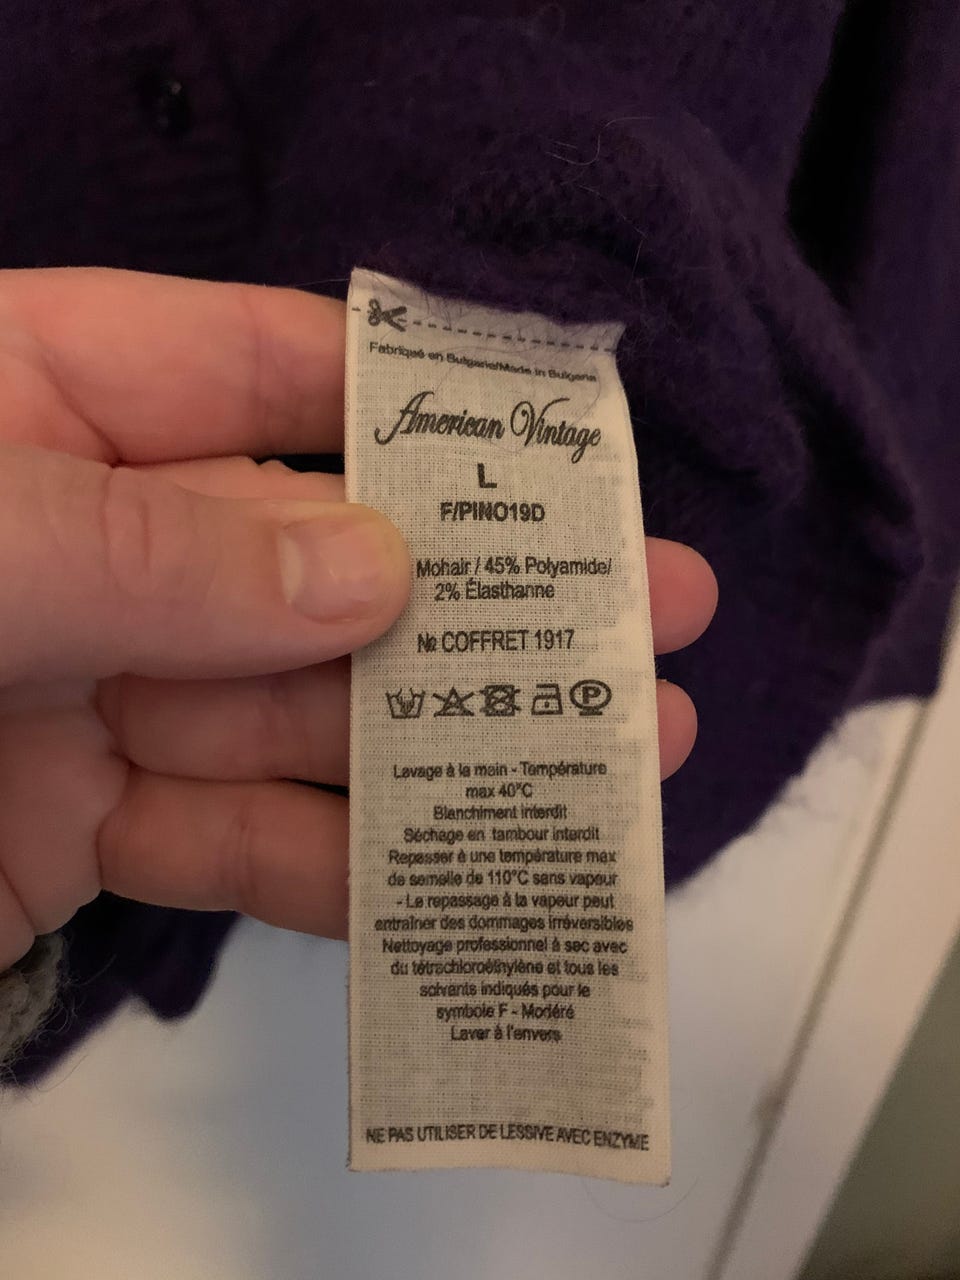 Fabriqué en Bulgarie/Made in Bulgaria
American Vintage
L
F/PINO19D
Mohair / 45% Polyamide/
2% Élasthanne
№ COFFRET 1917
P
Lavage à la main - Température
max 40°C
Blanchiment interdit
Séchage en tambour interdit
Repasser à une température max
de semelle de 110°C sans vapeur
- Le repassage à la vapeur peut
entraîner des dommages irréversibles
Nettoyage professionnel à sec avec
du tétrachloroéthylène et tous les
solvants indiqués pour le
symbole F - Modéré
Laver à l'envers
NE PAS UTILISER DE LESSIVE AVEC ENZYME